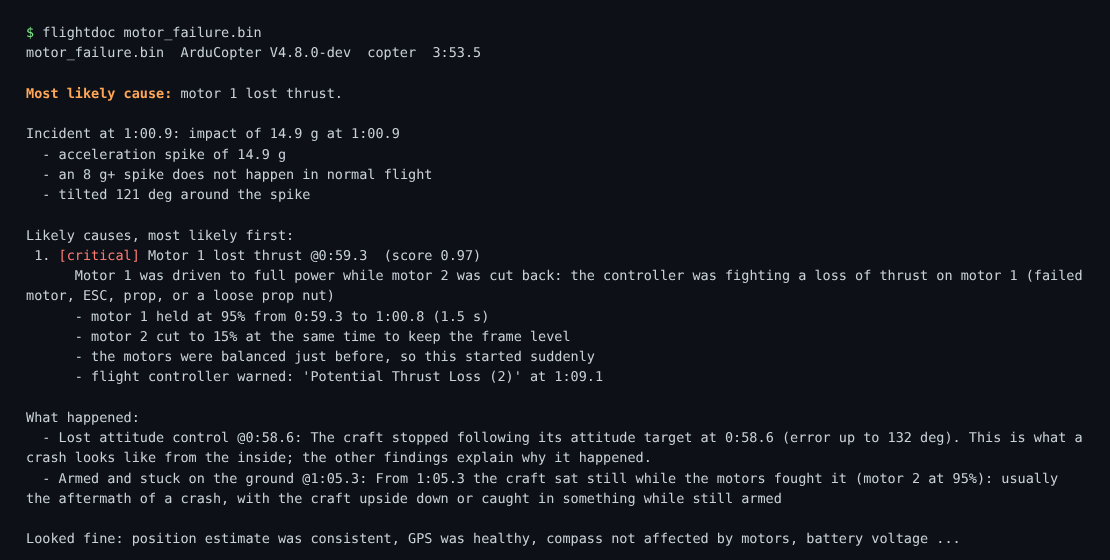 $ flightdoc motor_failure.bin
motor_failure.bin  ArduCopter V4.8.0-dev  copter  3:53.5
Most likely cause: motor 1 lost thrust.
Incident at 1:00.9: impact of 14.9 g at 1:00.9
- acceleration spike of 14.9 g
- an 8 g+ spike does not happen in normal flight
- tilted 121 deg around the spike
Likely causes, most likely first:
1. [critical] Motor 1 lost thrust @0:59.3  (score 0.97)
Motor 1 was driven to full power while motor 2 was cut back: the controller was fighting a loss of thrust on motor 1 (failed
motor, ESC, prop, or a loose prop nut)
- motor 1 held at 95% from 0:59.3 to 1:00.8 (1.5 s)
- motor 2 cut to 15% at the same time to keep the frame level
- the motors were balanced just before, so this started suddenly
- flight controller warned: 'Potential Thrust Loss (2)' at 1:09.1
What happened:
- Lost attitude control @0:58.6: The craft stopped following its attitude target at 0:58.6 (error up to 132 deg). This is what a
crash looks like from the inside; the other findings explain why it happened.
- Armed and stuck on the ground @1:05.3: From 1:05.3 the craft sat still while the motors fought it (motor 2 at 95%): usually
the aftermath of a crash, with the craft upside down or caught in something while still armed
Looked fine: position estimate was consistent, GPS was healthy, compass not affected by motors, battery voltage ...